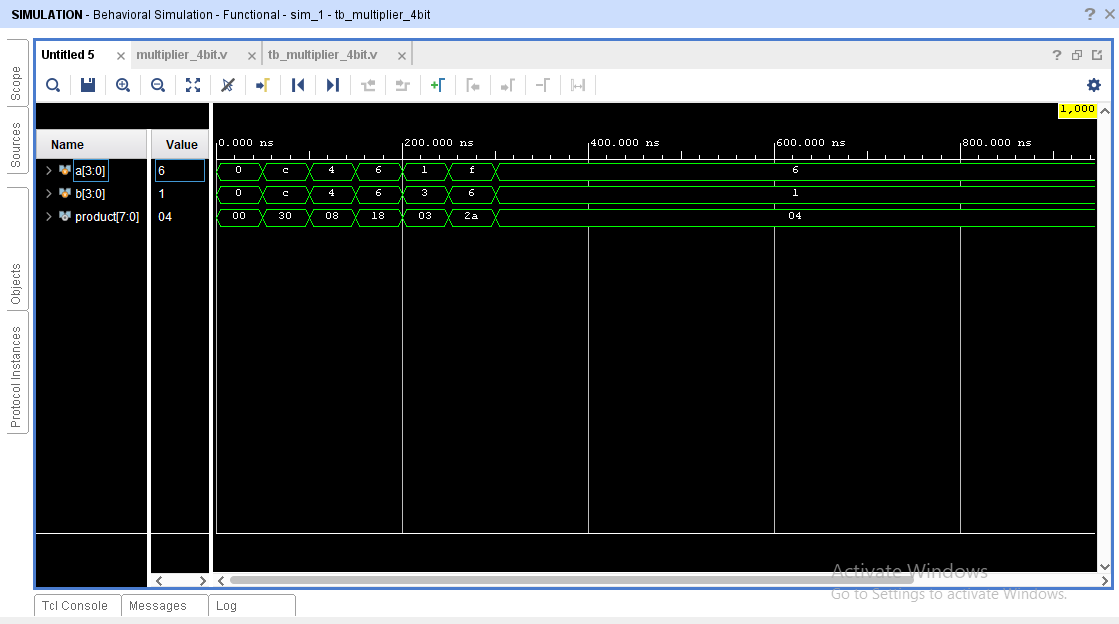 SIMULATION - Behavioral Simulation - Functional - sim_1 - tb_multiplier_4bit
Untitled 5
multiplier_4bit.v
tb_multiplier_4bit.v
Scope
Sources
Objects
Protocol Instances
1,000
Name Value
0.000 ns 200.000 ns 400.000 ns 600.000 ns 800.000 ns
a[3:0] 6 0 c 4 6 1 f 6
b[3:0] 1 0 c 4 6 3 6 1
product[7:0] 04 00 30 08 18 03 2a 04
Activate Windows
Go to Settings to activate Windows.
Tcl Console Messages Log